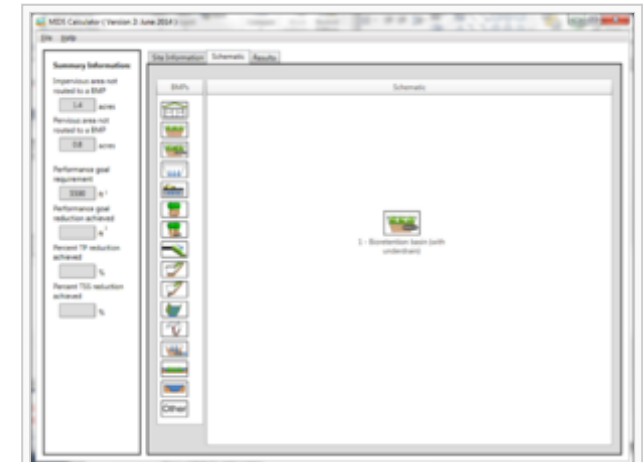 MIDS Calculator ( Version 2: June 2014 )
File Help
Summary Information:
Impervious area not
routed to a BMP
1.4 acres
Pervious area not
routed to a BMP
0.8 acres
Performance goal
requirement
ft³
Performance goal
reduction achieved
ft³
Percent TP reduction
achieved
%
Percent TSS reduction
achieved
%
Site Information Schematic Results
BMPs
Schematic
1 - Bioretention basin (with
underdrain)
Other